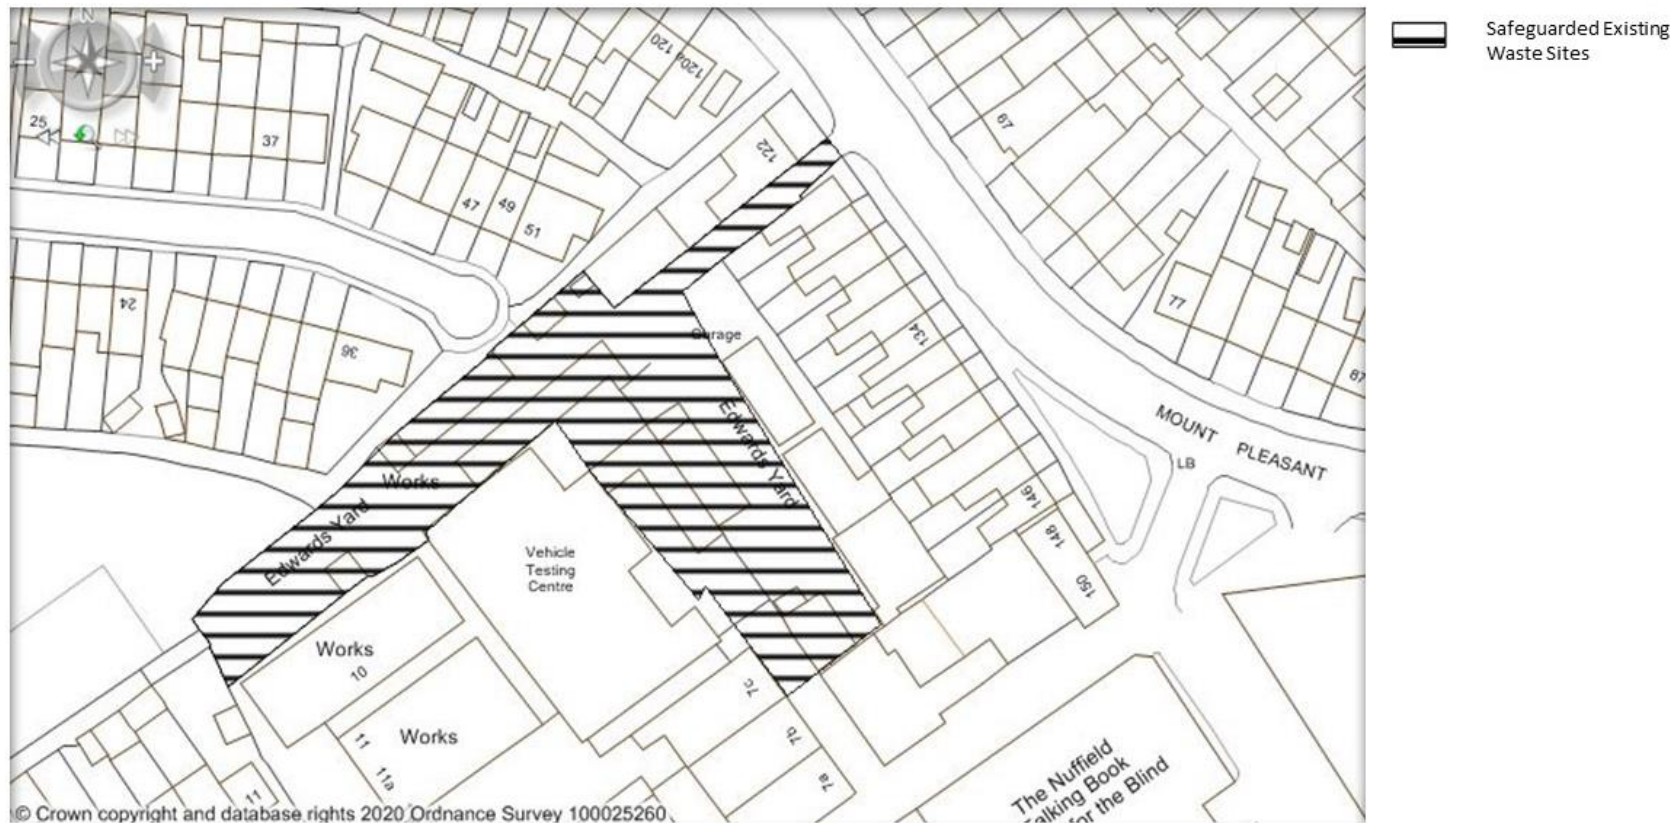 N
Safeguarded Existing
Waste Sites
120
120a
122
67
25
37
47
49
51
24
36
77
87
134
Garage
Edwards Yard
MOUNT PLEASANT
LB
146
148
150
Works
Edwards Yard
Vehicle
Testing
Centre
Works
10
11
Works
11a
11
7c
7b
7a
The Nuffield
Talking Book
for the Blind
© Crown copyright and database rights 2020 Ordnance Survey 100025260